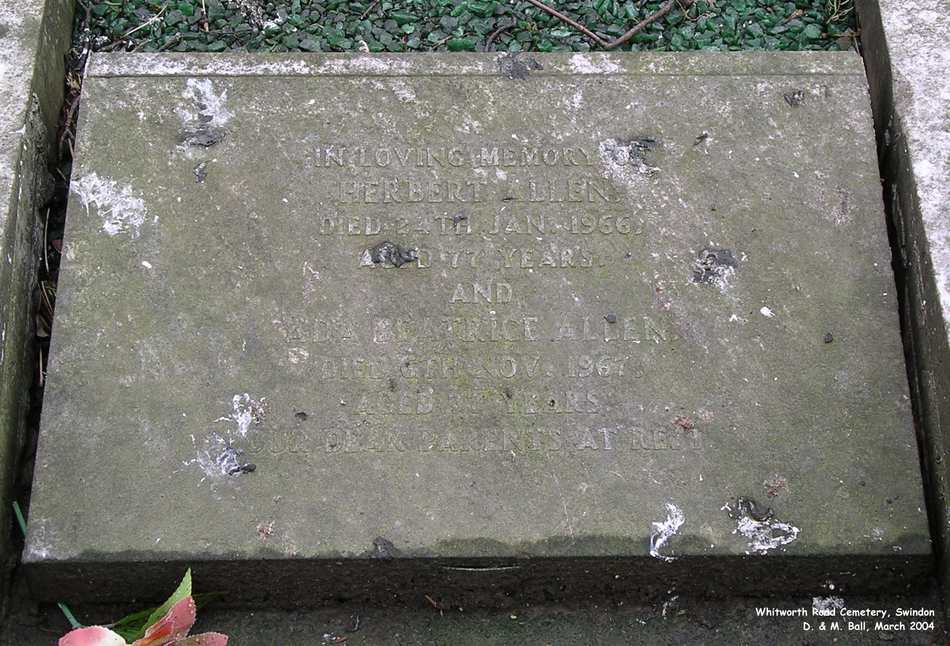 IN LOVING MEMORY OF
HERBERT ALLEN,
DIED 24TH JAN. 1966,
AGED 77 YEARS.
AND
BEATRICE ALLEN,
DIED 6TH NOV. 1967,
AGED YEARS.
OUR DEAR PARENTS AT REST
Whitworth Road Cemetery, Swindon
D. & M. Ball, March 2004